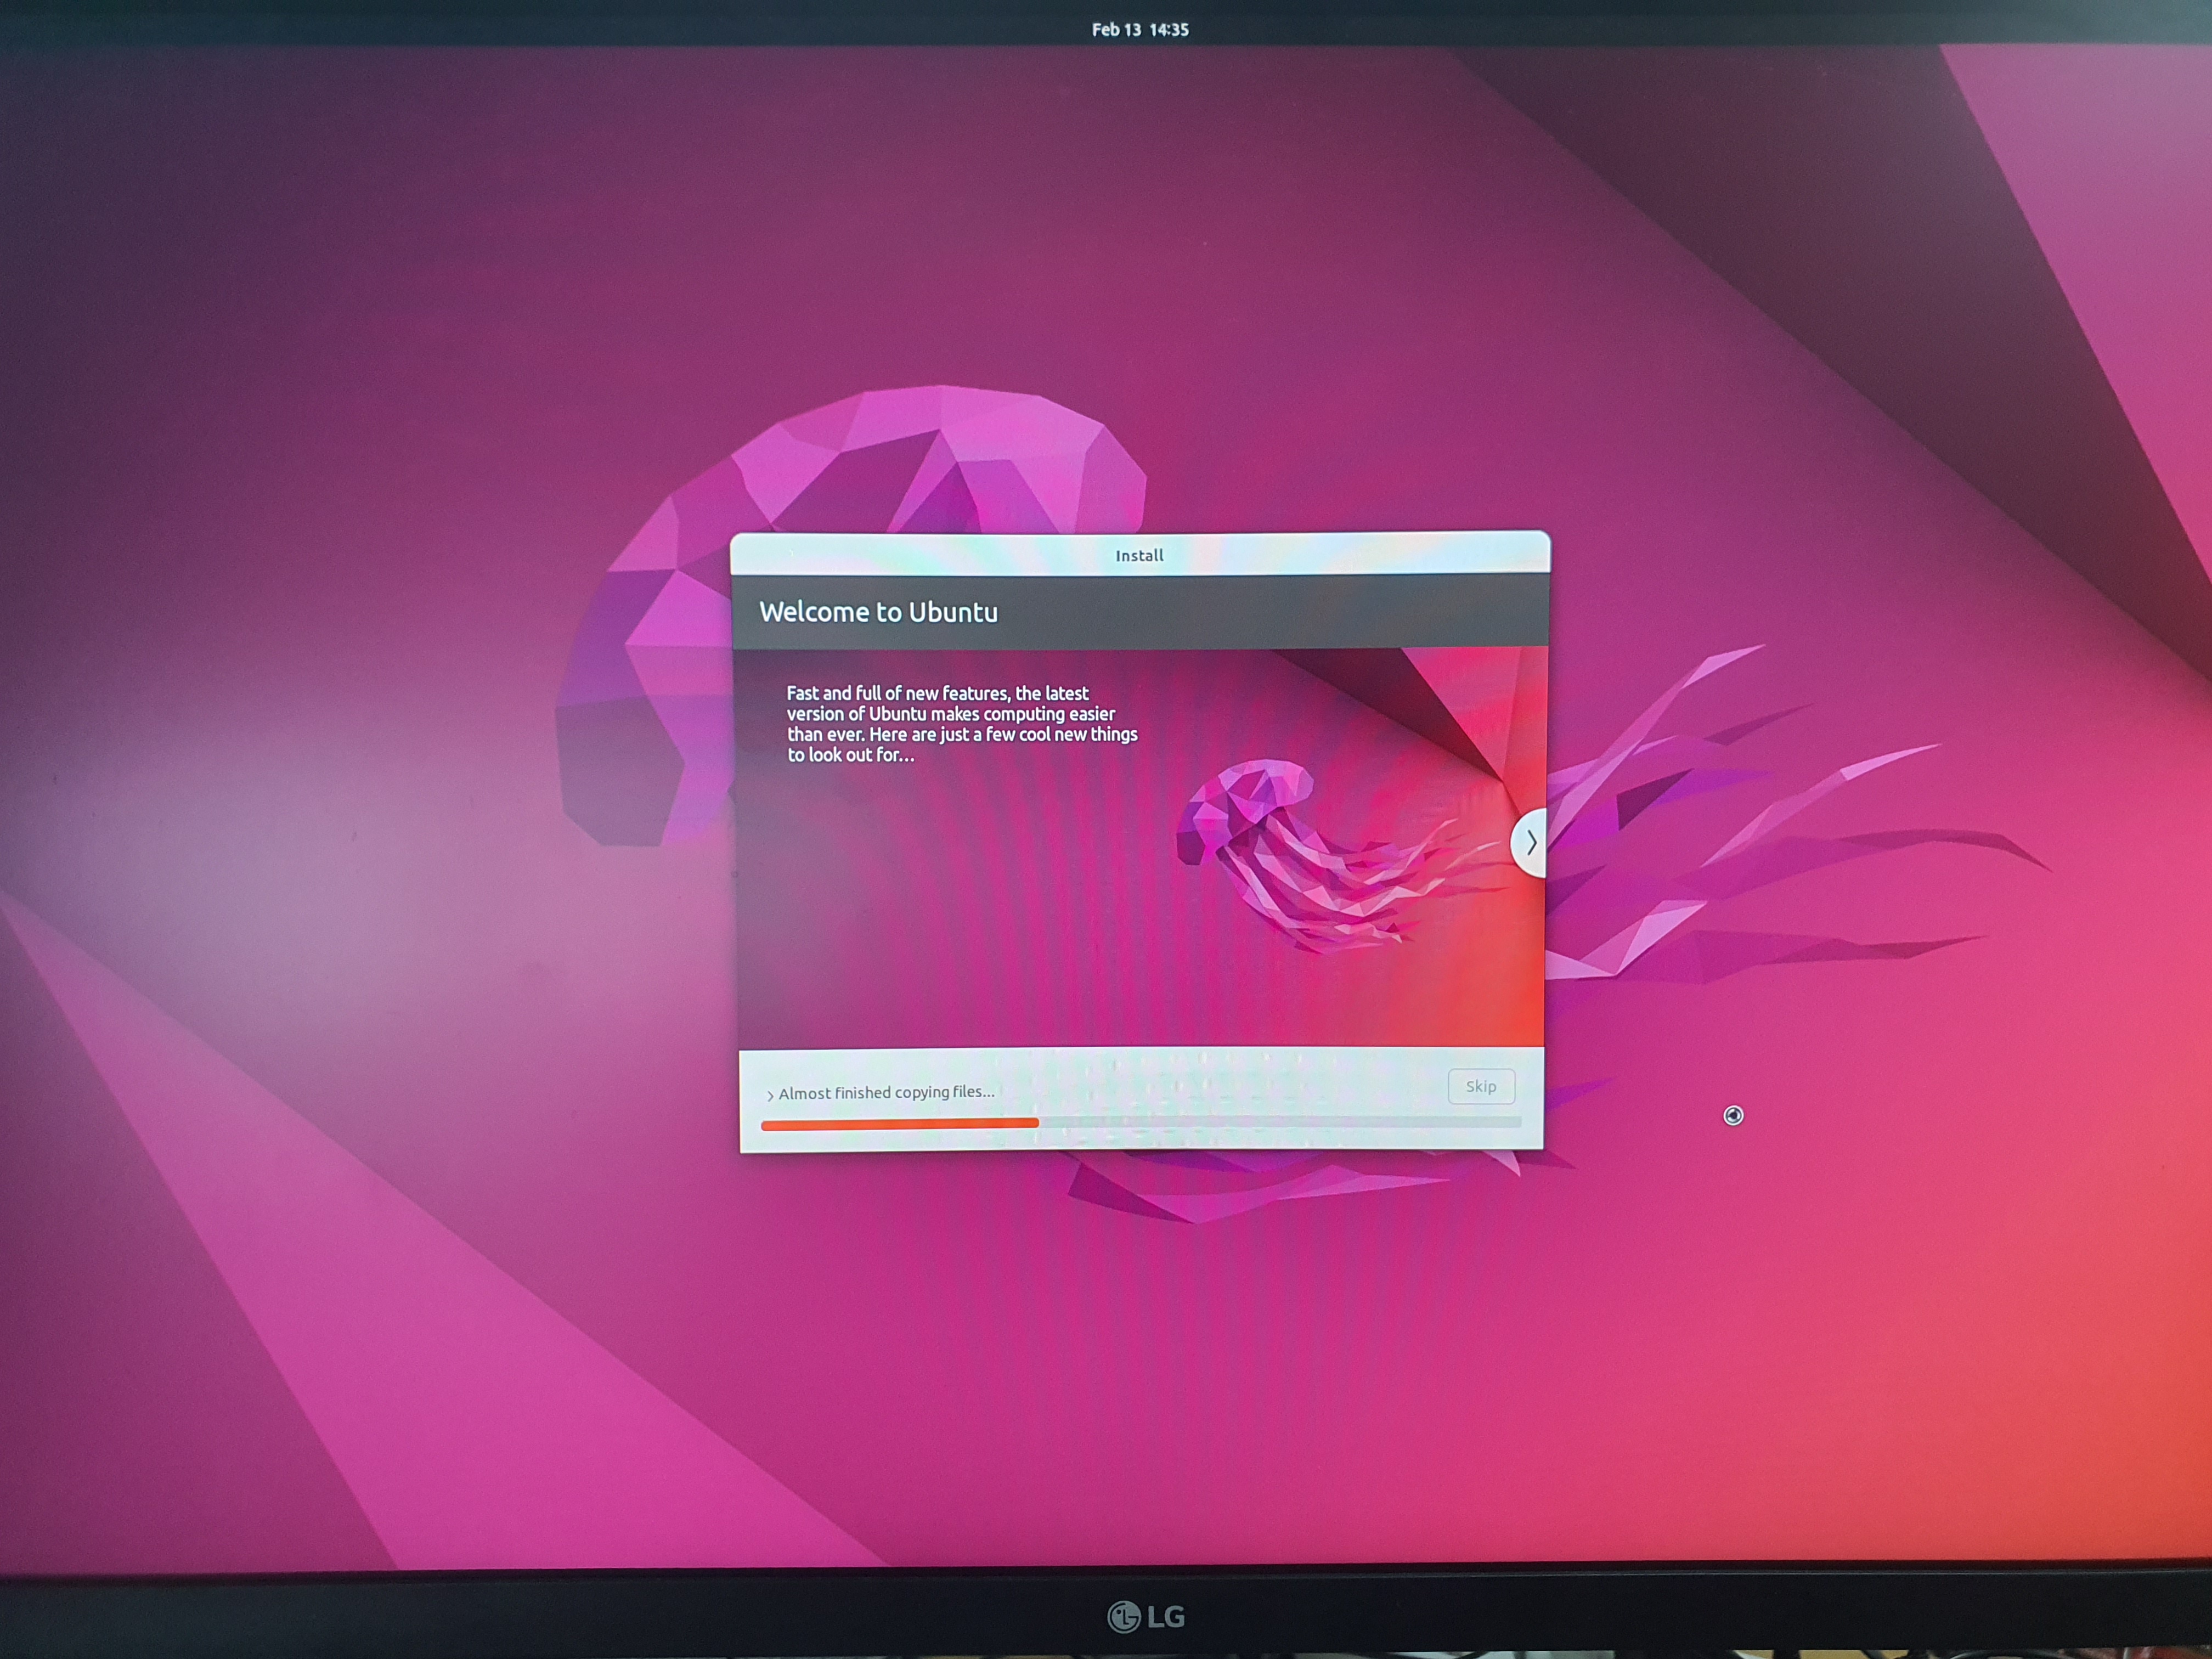 Feb 13 14:35
Install
Welcome to Ubuntu
Fast and full of new features, the latest
version of Ubuntu makes computing easier
than ever. Here are just a few cool new things
to look out for...
Almost finished copying files...
Skip
LG